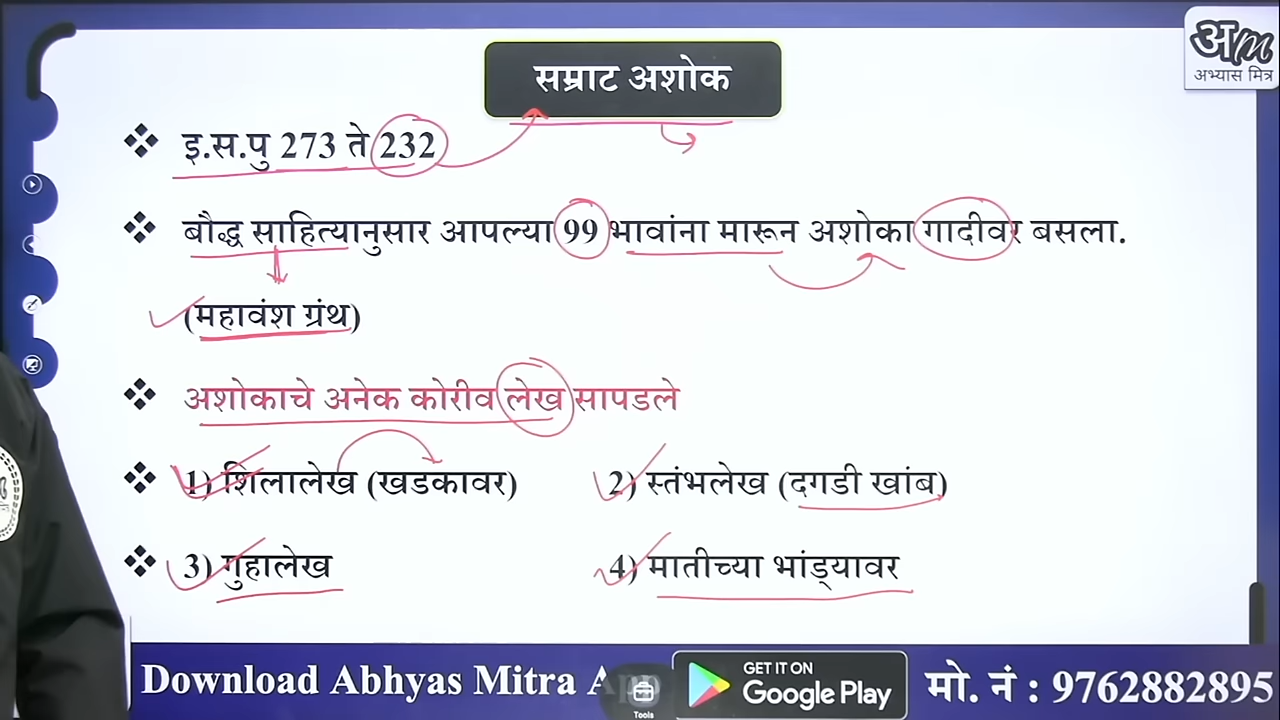 सम्राट अशोक
अm
अभ्यास मित्र
❖ इ.स.पु 273 ते 232
❖ बौद्ध साहित्यानुसार आपल्या 99 भावांना मारून अशोका गादीवर बसला.
(महावंश ग्रंथ)
❖ अशोकाचे अनेक कोरीव लेख सापडले
❖ 1) शिलालेख (खडकावर) 2) स्तंभलेख (दगडी खांब)
❖ 3) गुहालेख 4) मातीच्या भांड्यावर
Download Abhyas Mitra App
Tools
GET IT ON
Google Play
मो. नं : 9762882895